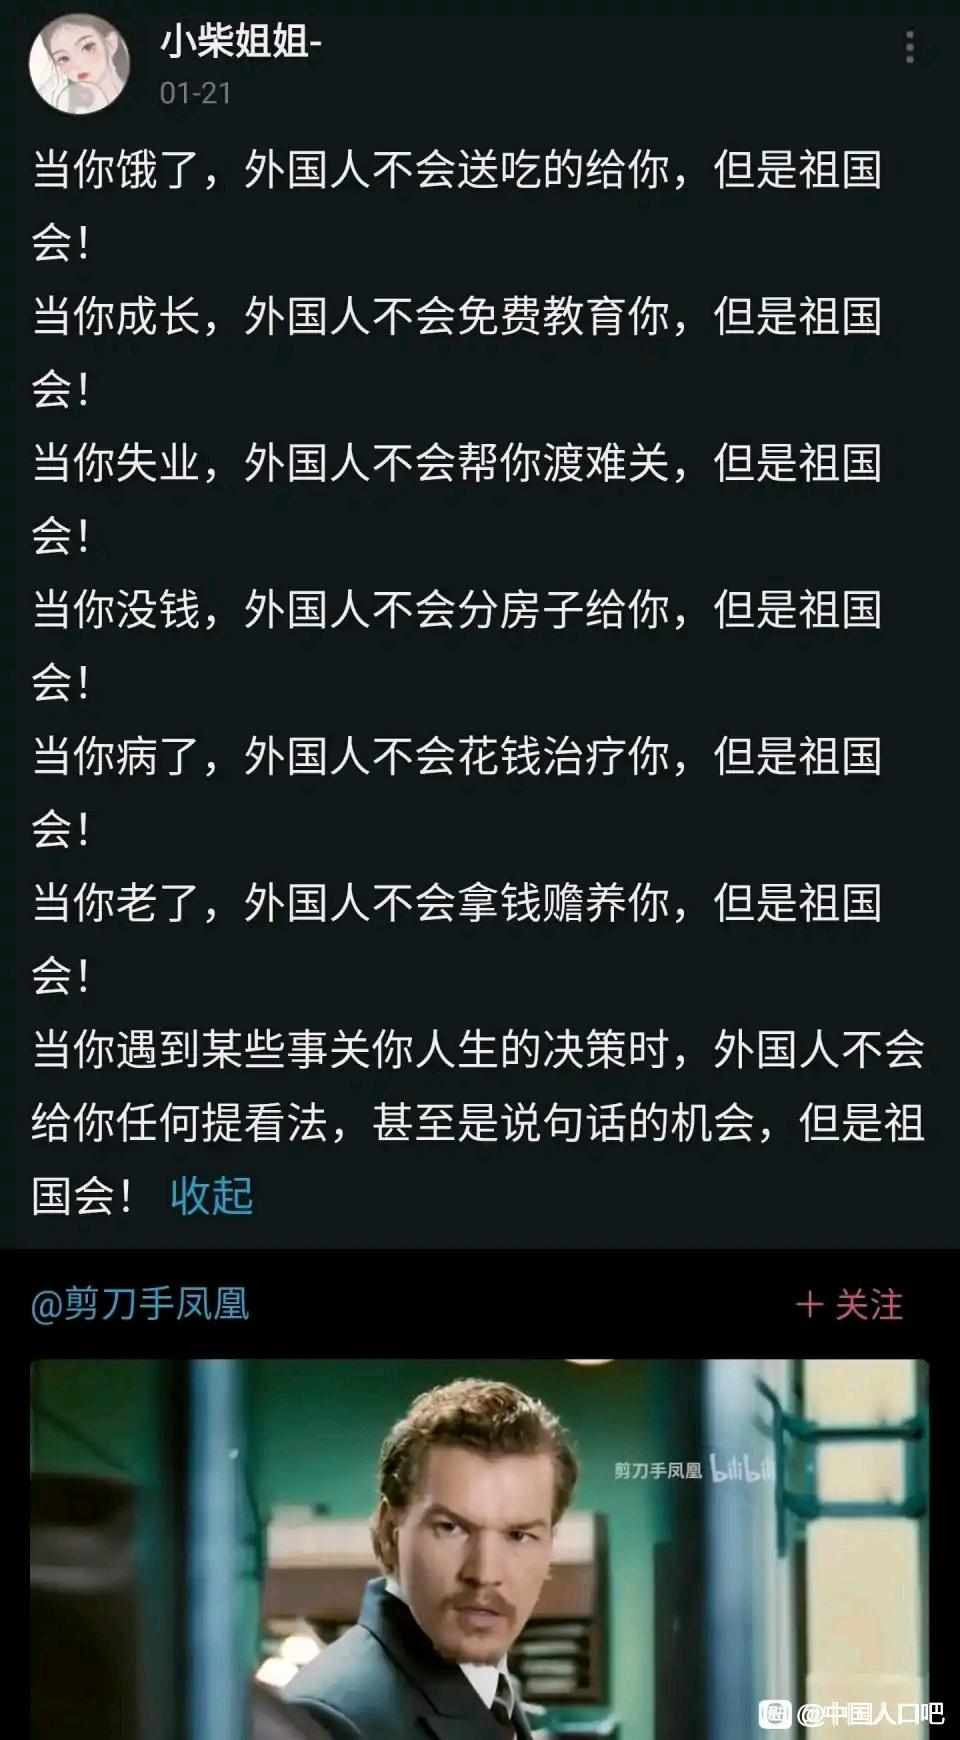 小柴姐姐-
01-21
当你饿了，外国人不会送吃的给你，但是祖国
会！
当你成长，外国人不会免费教育你，但是祖国
会！
当你失业，外国人不会帮你渡难关，但是祖国
会！
当你没钱，外国人不会分房子给你，但是祖国
会！
当你病了，外国人不会花钱治疗你，但是祖国
会！
当你老了，外国人不会拿钱赡养你，但是祖国
会！
当你遇到某些事关你人生的决策时，外国人不会
给你任何提看法，甚至是说句话的机会，但是祖
国会！ 收起
@剪刀手凤凰
＋关注
剪刀手凤凰 bilibili
贴 @中国人口吧